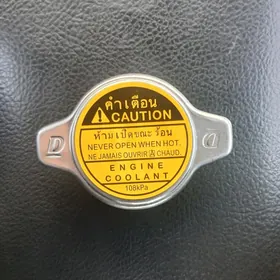 คำเตือน
⚠ CAUTION
ห้ามเปิดขณะร้อน
NEVER OPEN WHEN HOT.
NE JAMAIS OUVRIR À CHAUD.
D D
ENGINE
COOLANT
108kPa